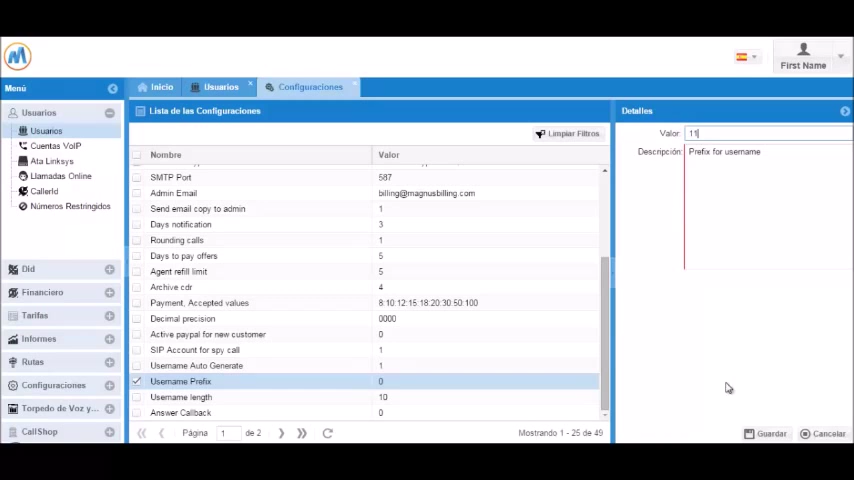 M
First Name
Menú
Inicio
Usuarios
Configuraciones
Usuarios
Usuarios
Cuentas VoIP
Ata Linksys
Llamadas Online
CallerId
Números Restringidos
Did
Financiero
Tarifas
Informes
Rutas
Configuraciones
Torpedo de Voz y...
CallShop
Lista de las Configuraciones
Limpiar Filtros
Nombre Valor
SMTP Port 587
Admin Email billing@magnusbilling.com
Send email copy to admin 1
Days notification 3
Rounding calls 1
Days to pay offers 5
Agent refill limit 5
Archive cdr 4
Payment, Accepted values 8:10:12:15:18:20:30:50:100
Decimal precision 0000
Active paypal for new customer 0
SIP Account for spy call 1
Username Auto Generate 1
Username Prefix 0
Username length 10
Answer Callback 0
Página 1 de 2 Mostrando 1 - 25 de 49
Detalles
Valor: 11
Descripción: Prefix for username
Guardar Cancelar